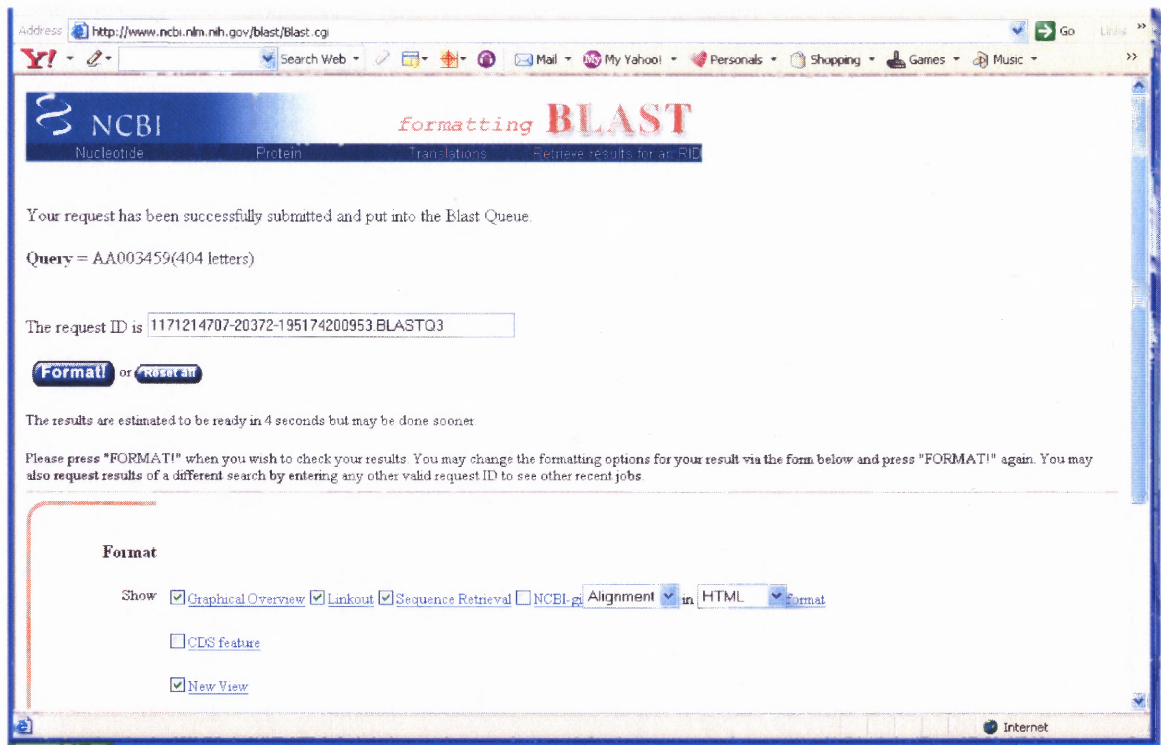 Address http://www.ncbi.nlm.nih.gov/blast/Blast.cgi Go Links »
Y! Search Web Mail My My Yahoo! Personals Shopping Games Music »
NCBI formatting BLAST
Nucleotide Protein Translations Retrieve results for an RID
Your request has been successfully submitted and put into the Blast Queue.
Query = AA003459(404 letters)
The request ID is 1171214707-20372-195174200953.BLASTQ3
Format! or Reset all
The results are estimated to be ready in 4 seconds but may be done sooner.
Please press "FORMAT!" when you wish to check your results. You may change the formatting options for your result via the form below and press "FORMAT!" again. You may
also request results of a different search by entering any other valid request ID to see other recent jobs.
Format
Show Graphical Overview Linkout Sequence Retrieval NCBI-gi Alignment in HTML format
CDS feature
New View
Internet